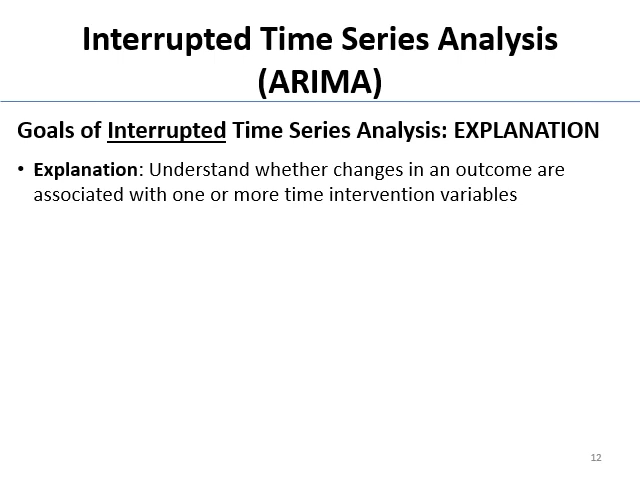 Interrupted Time Series Analysis
(ARIMA)
Goals of Interrupted Time Series Analysis: EXPLANATION
• Explanation: Understand whether changes in an outcome are
associated with one or more time intervention variables
12